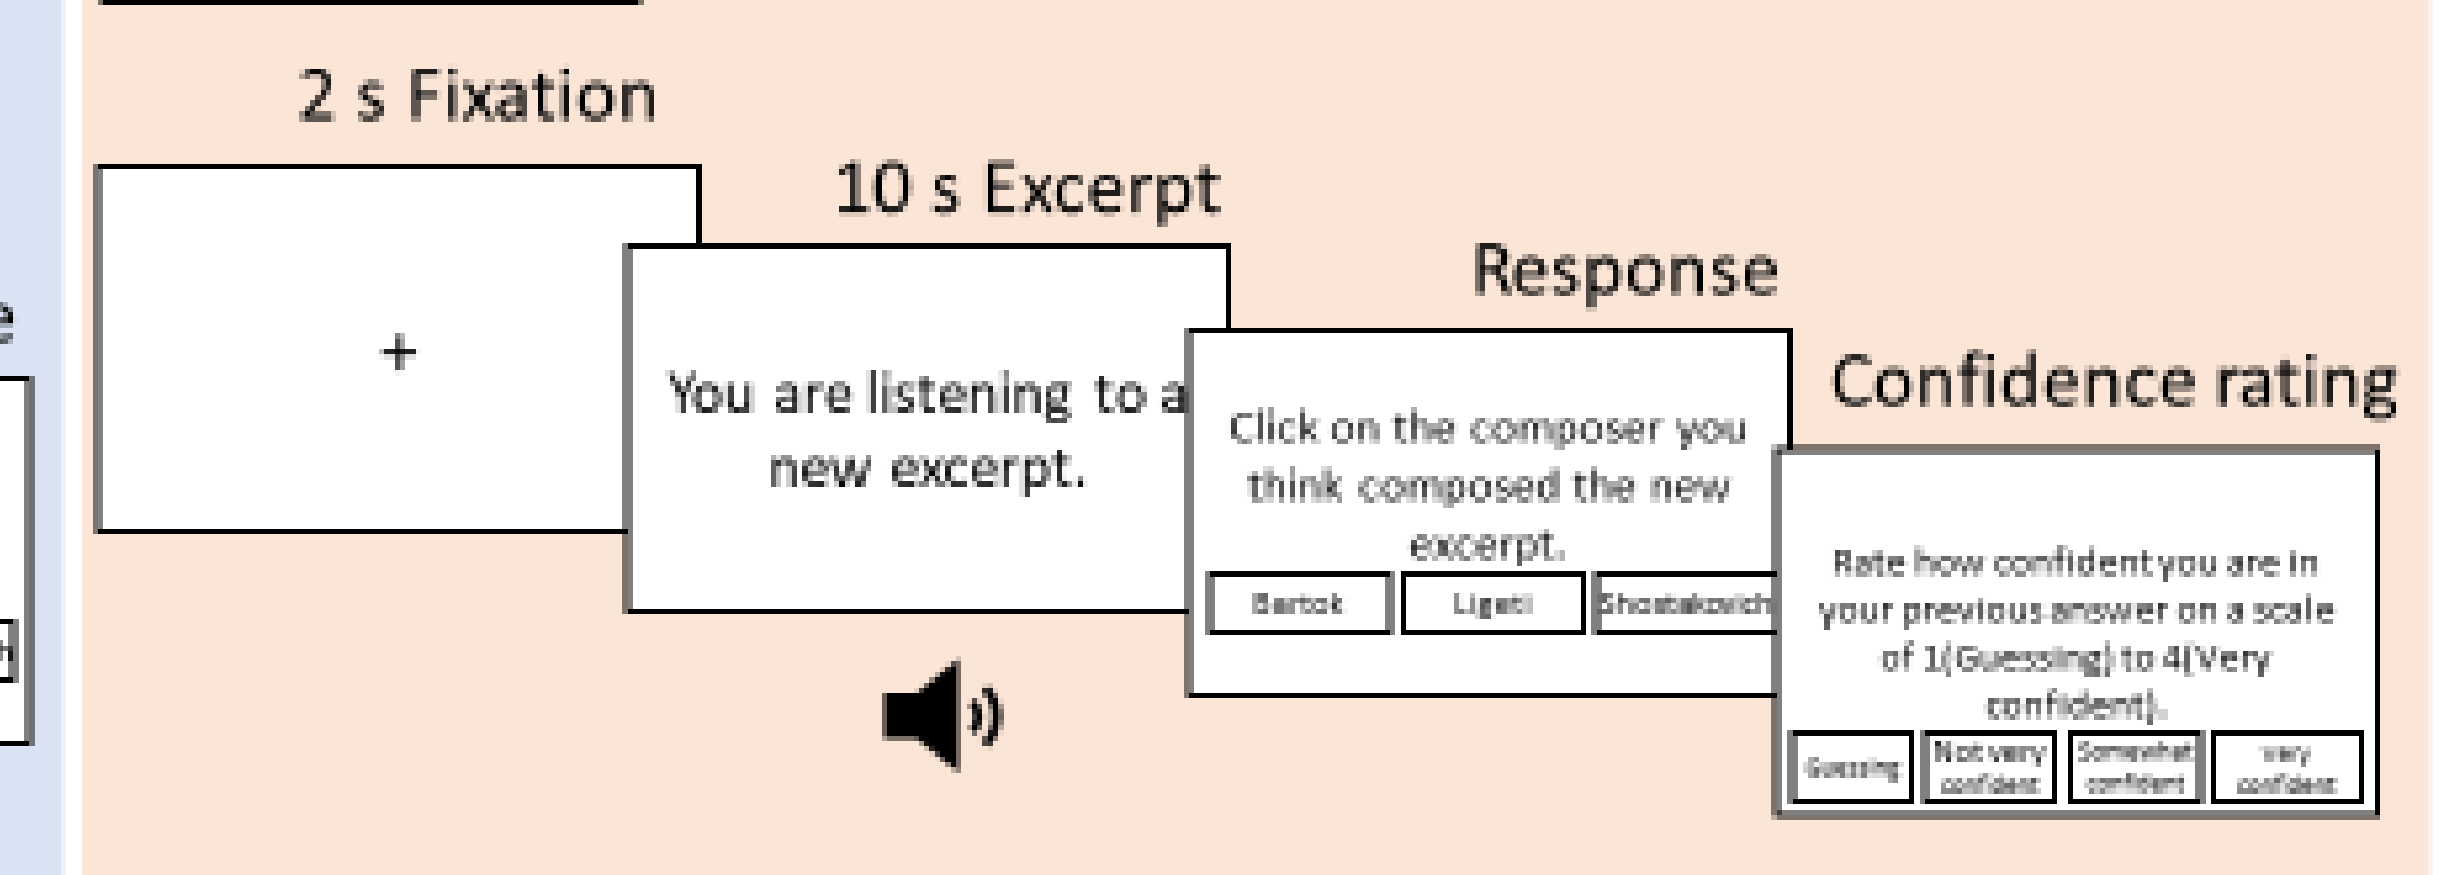 2 s Fixation
+
10 s Excerpt
You are listening to a
new excerpt.
Response
Click on the composer you
think composed the new
excerpt.
Bartok
Ligeti
Shostakovich
Confidence rating
Rate how confident you are in
your previous answer on a scale
of 1(Guessing) to 4(Very
confident).
Guessing
Not very
confident
Somewhat
confident
Very
confident